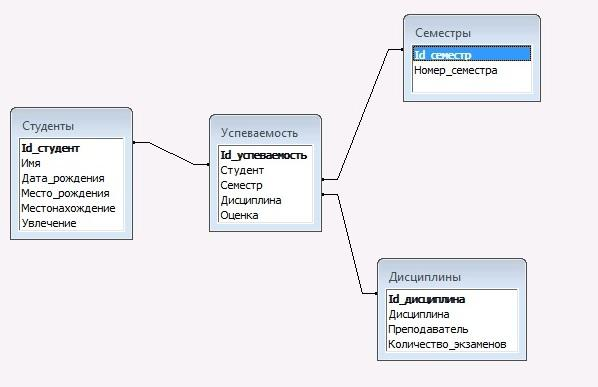 Семестры
Id_семестр
Номер_семестра
Студенты
Id_студент
Имя
Дата_рождения
Место_рождения
Местонахождение
Увлечение
Успеваемость
Id_успеваемость
Студент
Семестр
Дисциплина
Оценка
Дисциплины
Id_дисциплина
Дисциплина
Преподаватель
Количество_экзаменов